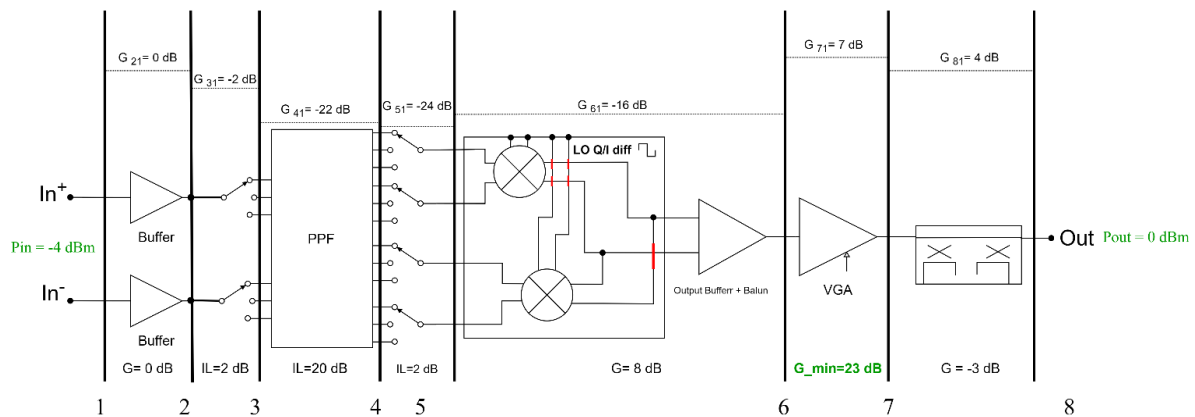 G 21= 0 dB
G 31= -2 dB
G 41= -22 dB
G 51= -24 dB
G 61= -16 dB
G 71= 7 dB
G 81= 4 dB
LO Q/I diff
In+
Pin = -4 dBm
In-
Buffer
Buffer
PPF
Output Bufferr + Balun
VGA
Out
Pout = 0 dBm
G= 0 dB
IL=2 dB
IL=20 dB
IL=2 dB
G= 8 dB
G_min=23 dB
G = -3 dB
1
2
3
4
5
6
7
8